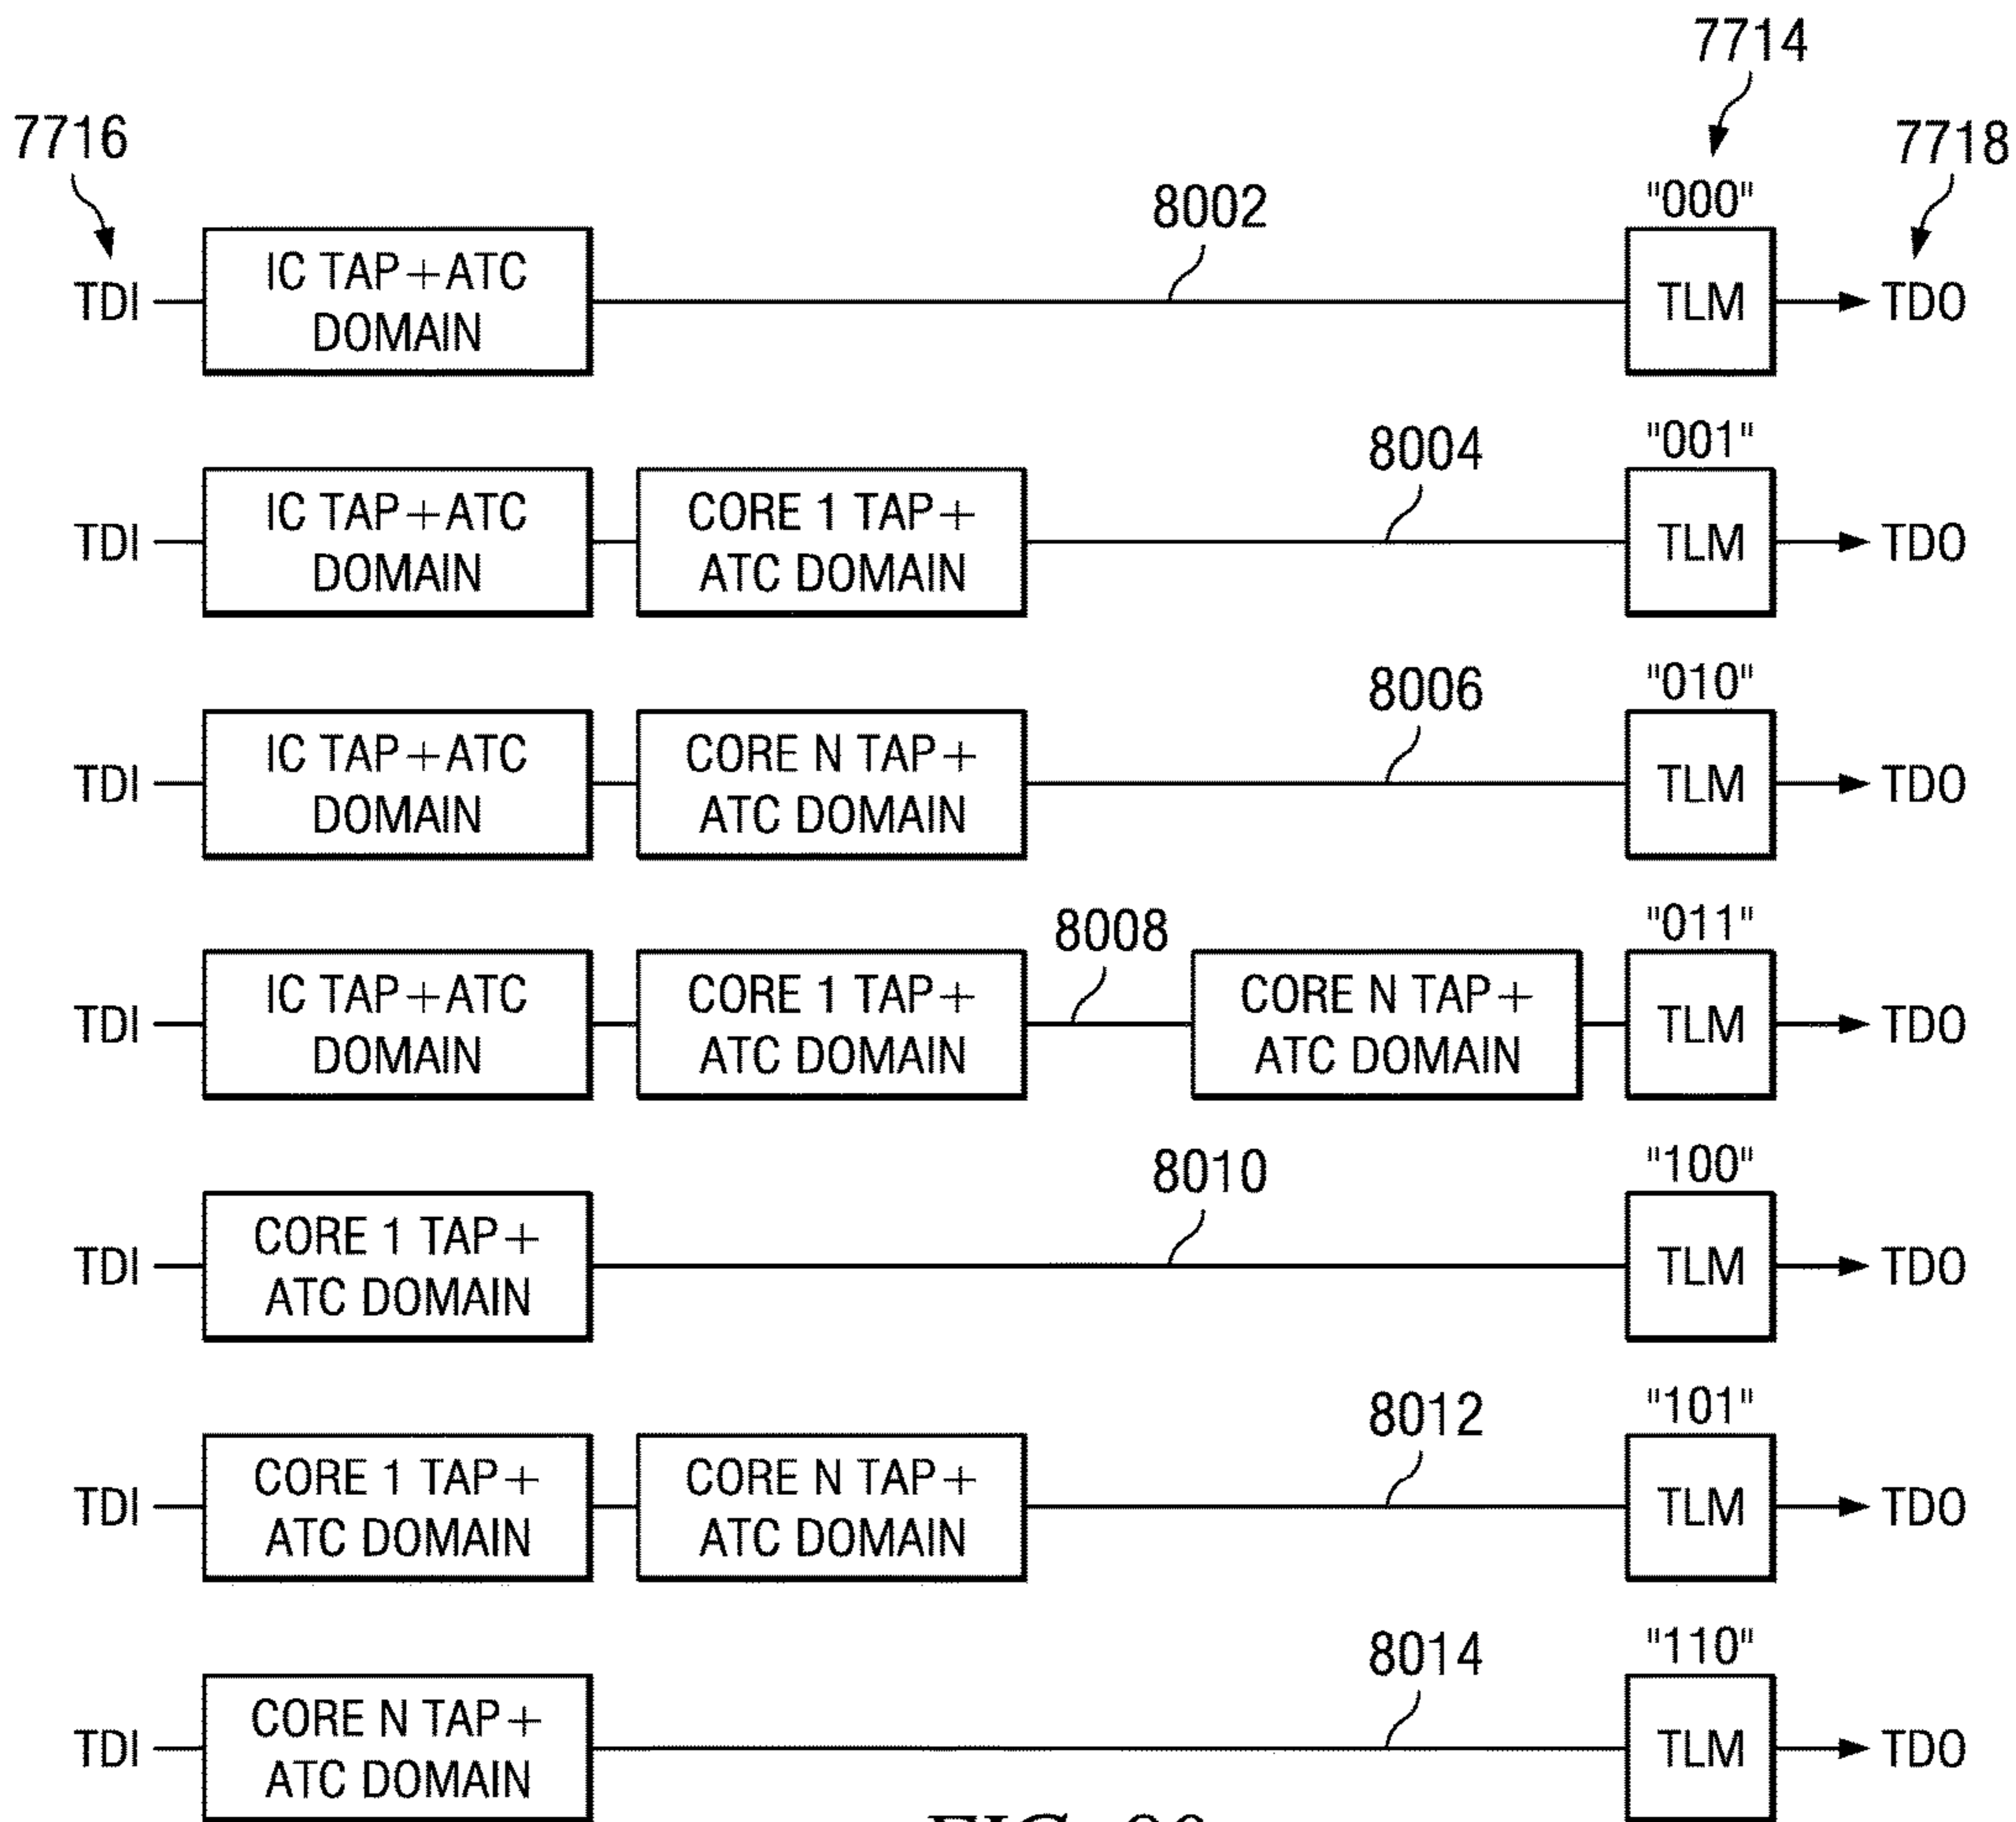 7714
7716
7718
8002
"000"
TDI
IC TAP+ATC
DOMAIN
TLM
TDO
8004
"001"
TDI
IC TAP+ATC
DOMAIN
CORE 1 TAP+
ATC DOMAIN
TLM
TDO
8006
"010"
TDI
IC TAP+ATC
DOMAIN
CORE N TAP+
ATC DOMAIN
TLM
TDO
8008
"011"
TDI
IC TAP+ATC
DOMAIN
CORE 1 TAP+
ATC DOMAIN
CORE N TAP+
ATC DOMAIN
TLM
TDO
8010
"100"
TDI
CORE 1 TAP+
ATC DOMAIN
TLM
TDO
8012
"101"
TDI
CORE 1 TAP+
ATC DOMAIN
CORE N TAP+
ATC DOMAIN
TLM
TDO
8014
"110"
TDI
CORE N TAP+
ATC DOMAIN
TLM
TDO